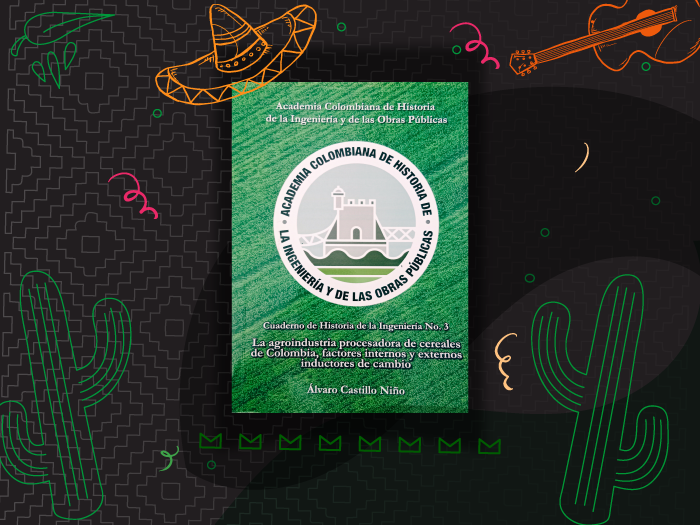 Academia Colombiana de Historia
de la Ingeniería y de las Obras Públicas
ACADEMIA COLOMBIANA DE HISTORIA DE
LA INGENIERÍA Y DE LAS OBRAS PÚBLICAS
Cuaderno de Historia de la Ingeniería No. 3
La agroindustria procesadora de cereales
de Colombia, factores internos y externos
inductores de cambio
Álvaro Castillo Niño